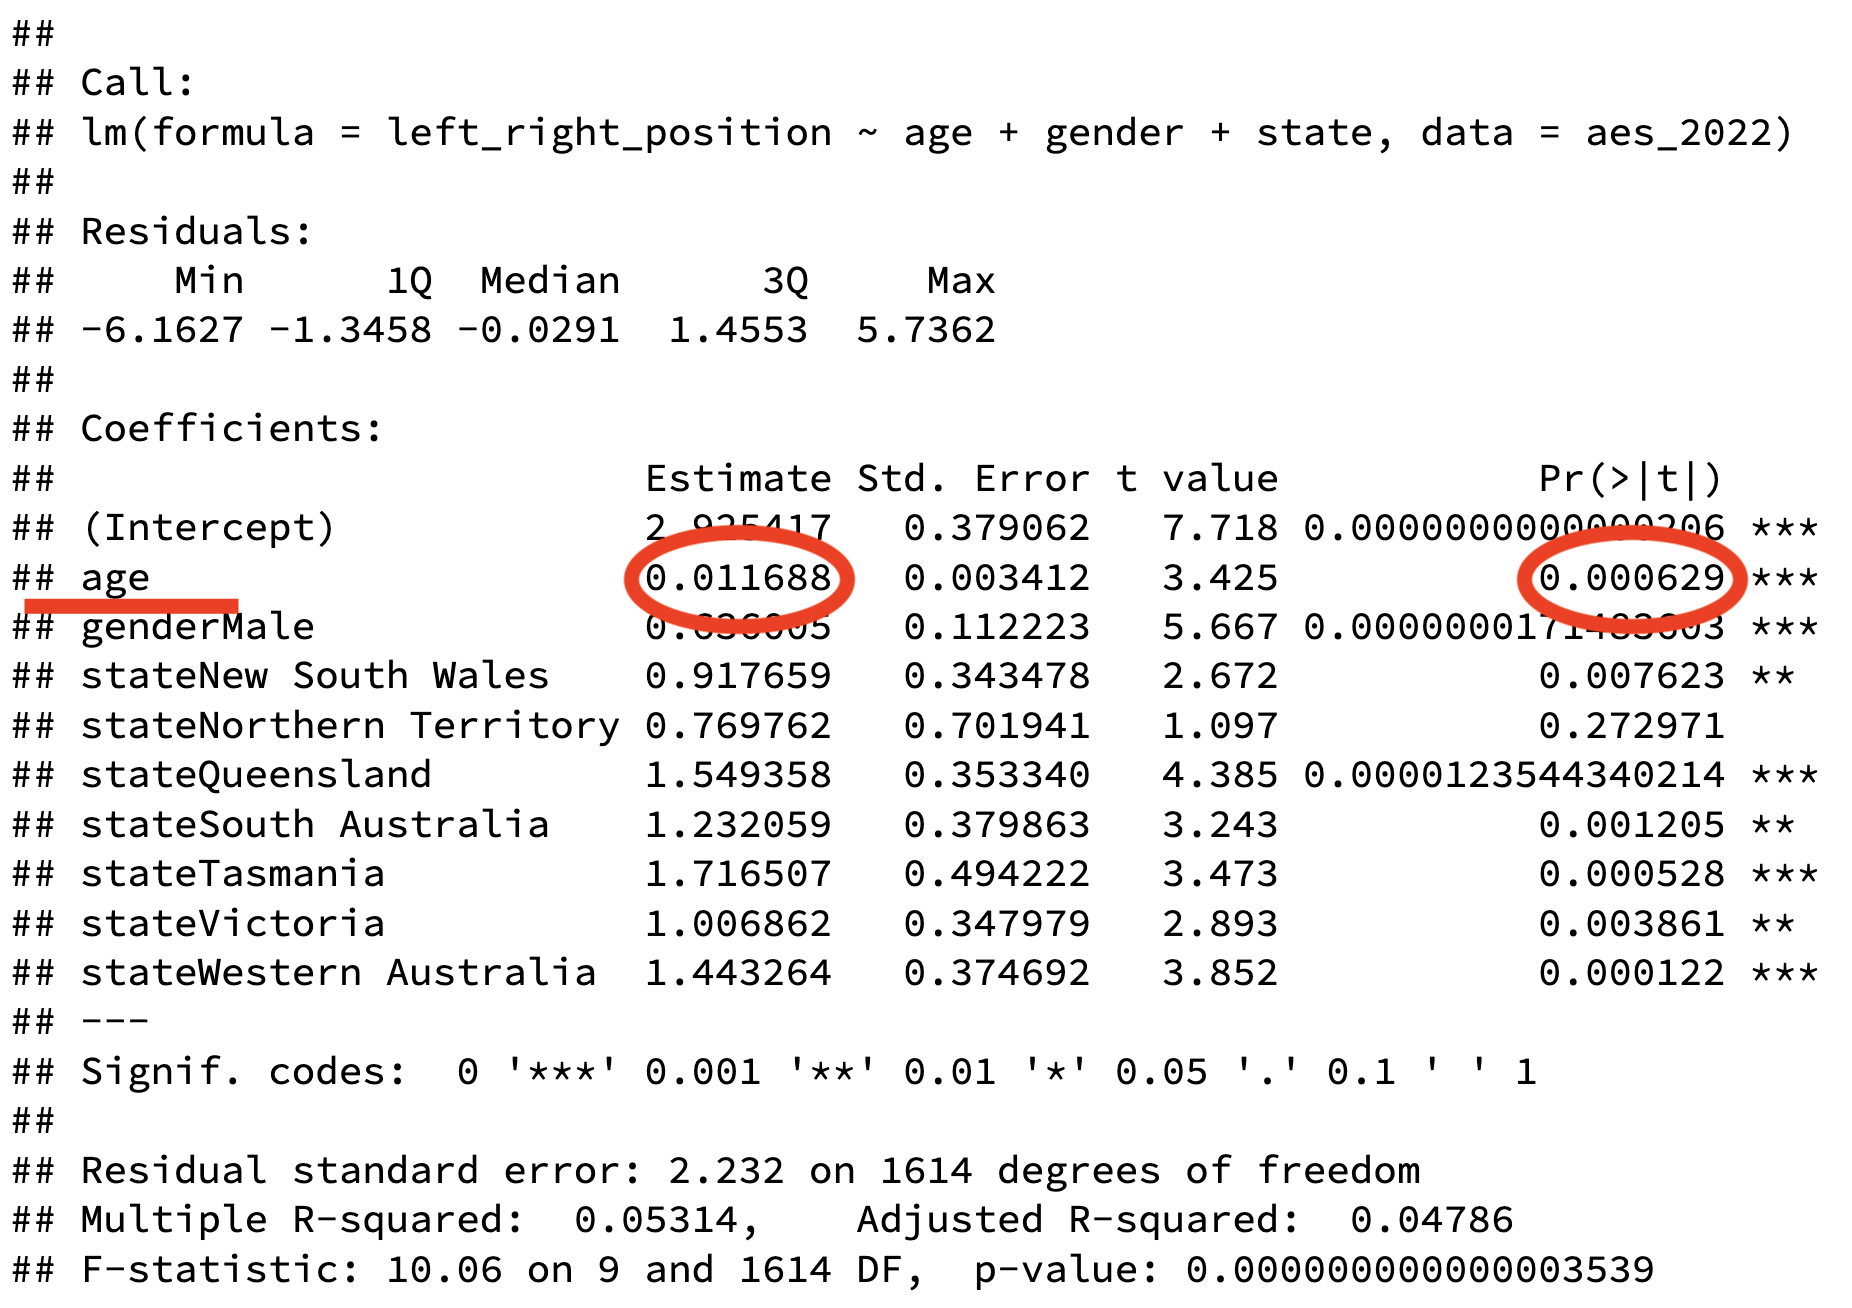 ##
## Call:
## lm(formula = left_right_position ~ age + gender + state, data = aes_2022)
##
## Residuals:
##     Min      1Q  Median      3Q     Max
## -6.1627 -1.3458 -0.0291  1.4553  5.7362
##
## Coefficients:
##                         Estimate Std. Error t value           Pr(>|t|)
## (Intercept)             2.925417   0.379062   7.718 0.0000000000000206 ***
## age                     0.011688   0.003412   3.425           0.000629 ***
## genderMale              0.636005   0.112223   5.667 0.0000000171483603 ***
## stateNew South Wales    0.917659   0.343478   2.672           0.007623 **
## stateNorthern Territory 0.769762   0.701941   1.097           0.272971
## stateQueensland         1.549358   0.353340   4.385 0.0000123544340214 ***
## stateSouth Australia    1.232059   0.379863   3.243           0.001205 **
## stateTasmania           1.716507   0.494222   3.473           0.000528 ***
## stateVictoria           1.006862   0.347979   2.893           0.003861 **
## stateWestern Australia  1.443264   0.374692   3.852           0.000122 ***
## ---
## Signif. codes:  0 '***' 0.001 '**' 0.01 '*' 0.05 '.' 0.1 ' ' 1
##
## Residual standard error: 2.232 on 1614 degrees of freedom
## Multiple R-squared:  0.05314,    Adjusted R-squared:  0.04786
## F-statistic: 10.06 on 9 and 1614 DF,  p-value: 0.000000000000003539